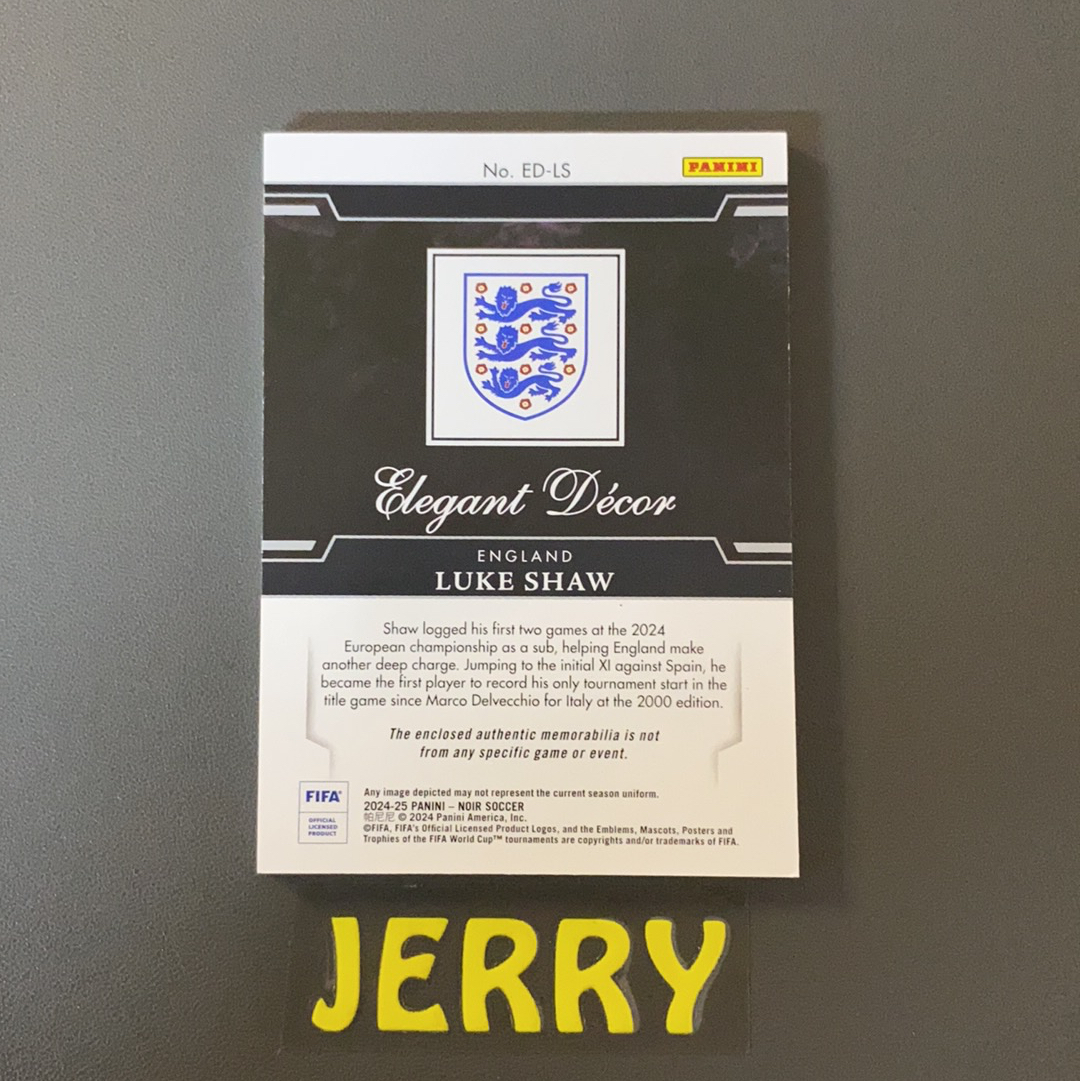 No. ED-LS
PANINI
Elegant Décor
ENGLAND
LUKE SHAW
Shaw logged his first two games at the 2024
European championship as a sub, helping England make
another deep charge. Jumping to the initial XI against Spain, he
became the first player to record his only tournament start in the
title game since Marco Delvecchio for Italy at the 2000 edition.
The enclosed authentic memorabilia is not
from any specific game or event.
FIFA®
OFFICIAL
LICENSED
PRODUCT
Any image depicted may not represent the current season uniform.
2024-25 PANINI – NOIR SOCCER
帕尼尼 © 2024 Panini America, Inc.
©FIFA, FIFA's Official Licensed Product Logos, and the Emblems, Mascots, Posters and
Trophies of the FIFA World Cup™ tournaments are copyrights and/or trademarks of FIFA.
JERRY